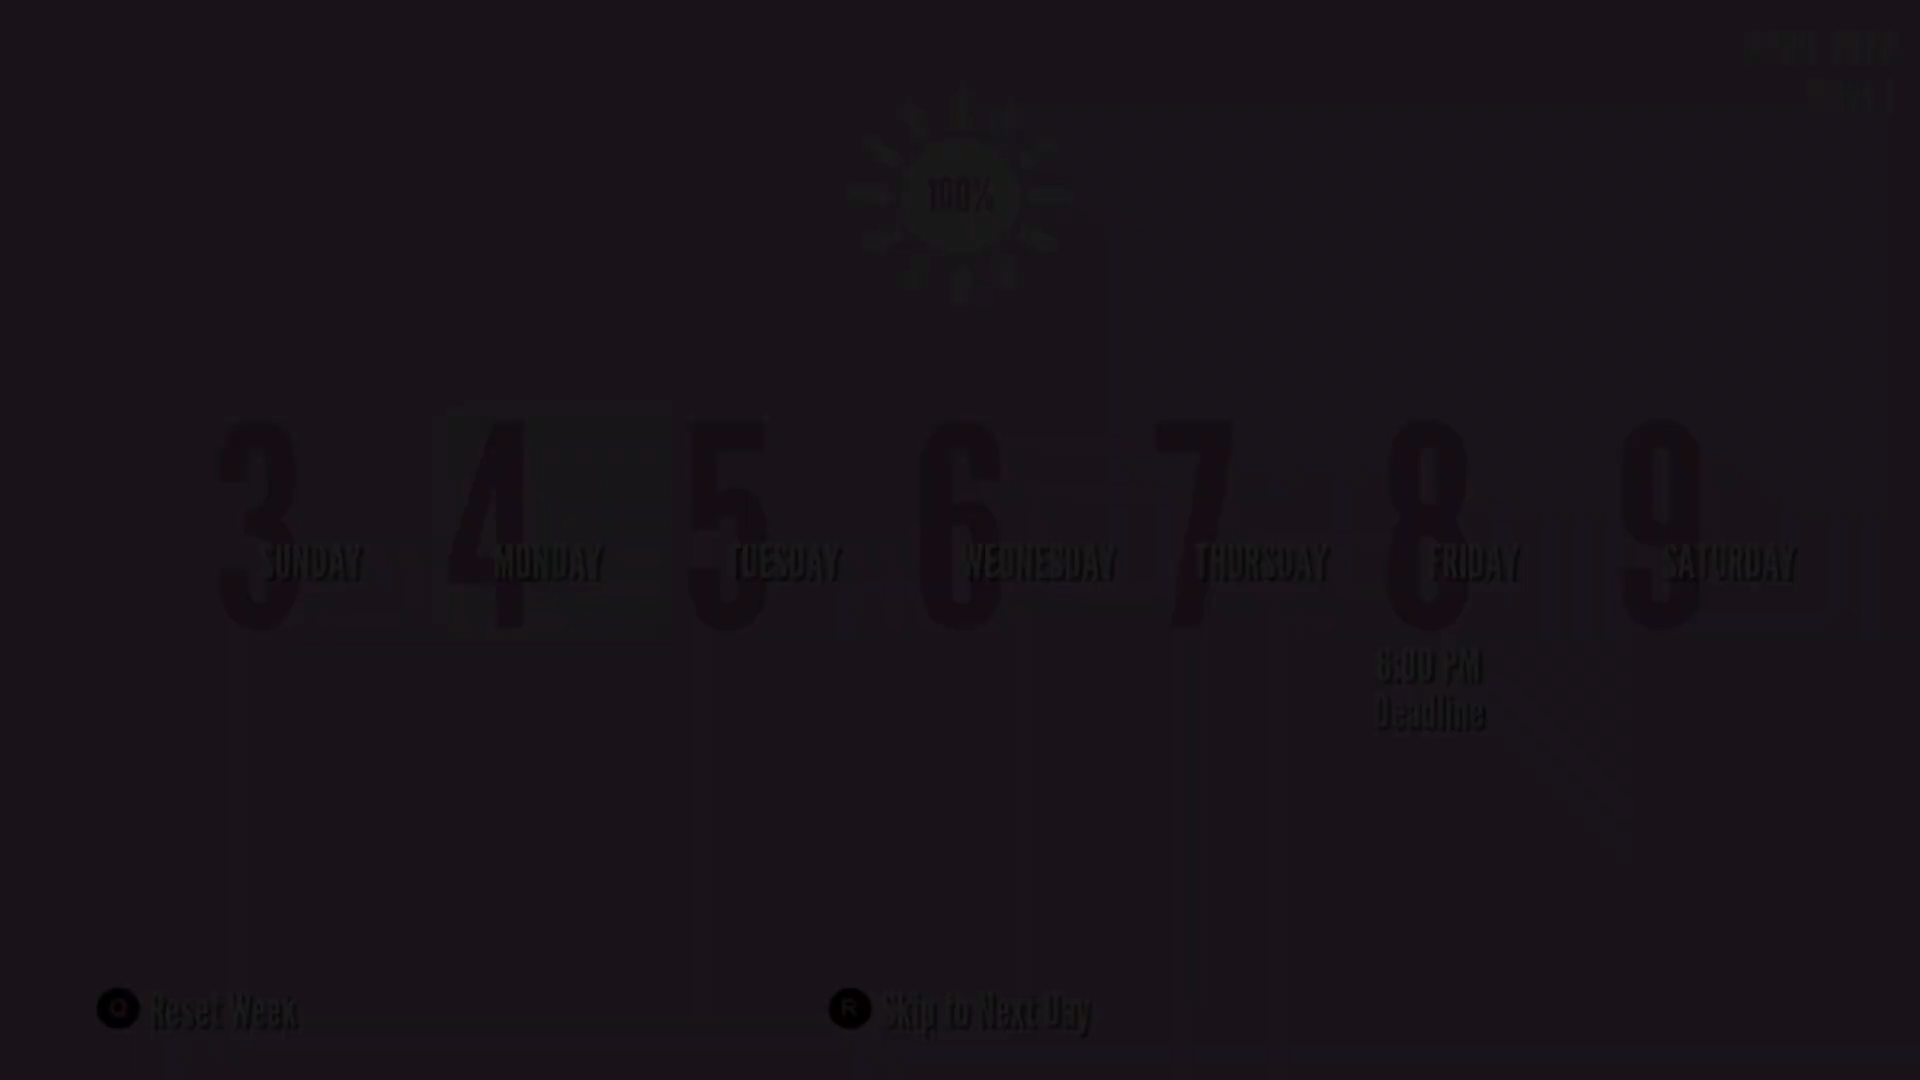 100%
3 4 5 6 7 8 9
SUNDAY MONDAY TUESDAY WEDNESDAY THURSDAY FRIDAY SATURDAY
6:00 PM
Deadline
Q Reset Week R Skip to Next Day